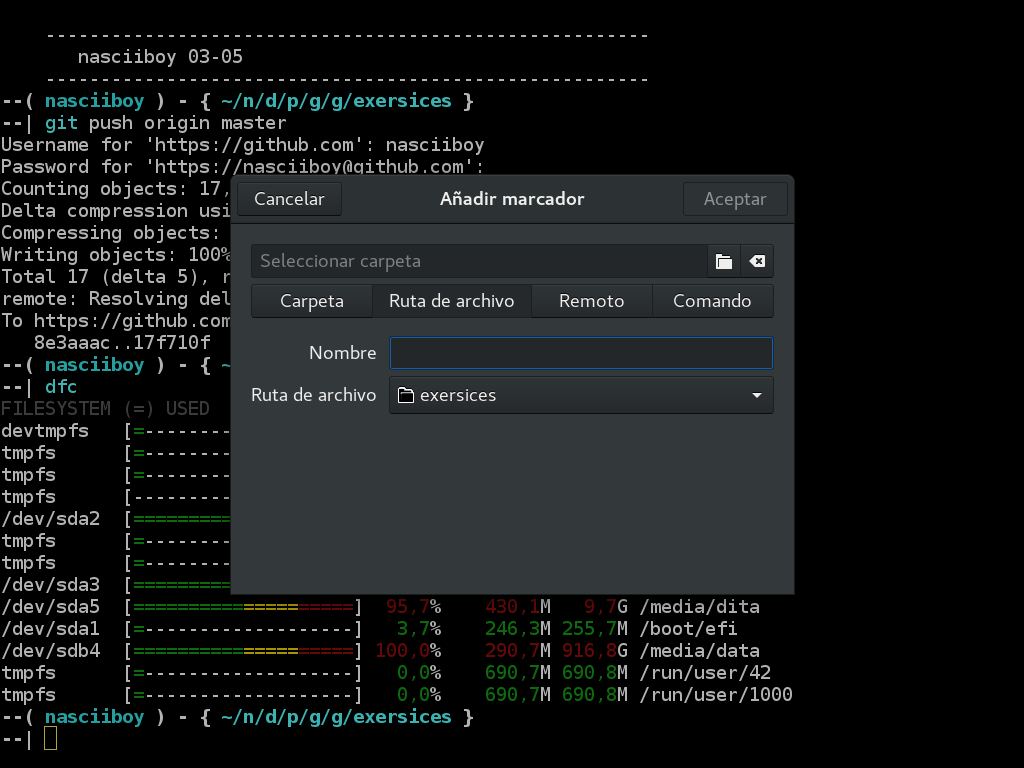 -------------------------------------------------------
nasciiboy 03-05
-------------------------------------------------------
--( nasciiboy ) - { ~/n/d/p/g/g/exersices }
--| git push origin master
Username for 'https://github.com': nasciiboy
Password for 'https://nasciiboy@github.com':
Counting objects: 17,
Delta compression usi
Compressing objects:
Writing objects: 100%
Total 17 (delta 5), r
remote: Resolving del
To https://github.com
8e3aaac..17f710f
--( nasciiboy ) - { ~
--| dfc
FILESYSTEM (=) USED
devtmpfs [=--------
tmpfs [=--------
tmpfs [=--------
tmpfs [---------
/dev/sda2 [=========
tmpfs [=--------
tmpfs [=--------
/dev/sda3 [=========
/dev/sda5 [====================] 95,7% 430,1M 9,7G /media/dita
/dev/sda1 [=-------------------] 3,7% 246,3M 255,7M /boot/efi
/dev/sdb4 [====================] 100,0% 290,7M 916,8G /media/data
tmpfs [=-------------------] 0,0% 690,7M 690,8M /run/user/42
tmpfs [=-------------------] 0,0% 690,7M 690,8M /run/user/1000
--( nasciiboy ) - { ~/n/d/p/g/g/exersices }
--|
Cancelar Añadir marcador Aceptar
Seleccionar carpeta
Carpeta Ruta de archivo Remoto Comando
Nombre
Ruta de archivo exersices